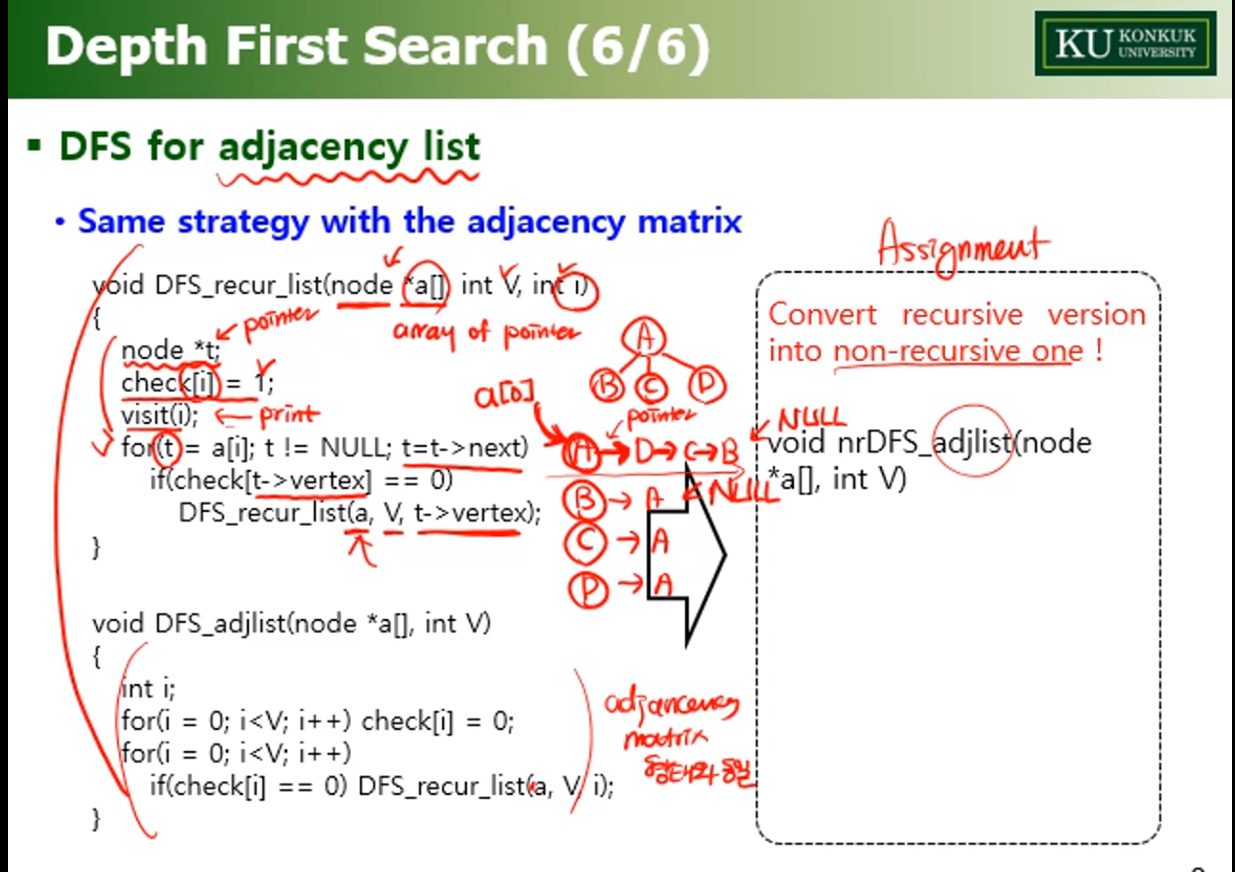 Depth First Search (6/6)
KU KONKUK
UNIVERSITY
▪ DFS for adjacency list
• Same strategy with the adjacency matrix
void DFS_recur_list(node *a[] int V, int i)
{
pointer
array of pointer
node *t;
check[i] = 1;
visit(i);
print
for(t = a[i]; t != NULL; t=t->next)
if(check[t->vertex] == 0)
DFS_recur_list(a, V, t->vertex);
}
void DFS_adjlist(node *a[], int V)
{
int i;
for(i = 0; i<V; i++) check[i] = 0;
for(i = 0; i<V; i++)
if(check[i] == 0) DFS_recur_list(a, V, i);
}
A
B C D
a[0]
pointer
NULL
A → D → C → B
B → A
NULL
C → A
D → A
adjancency
matrix
동일
Assignment
Convert recursive version
into non-recursive one !
void nrDFS_adjlist(node
*a[], int V)